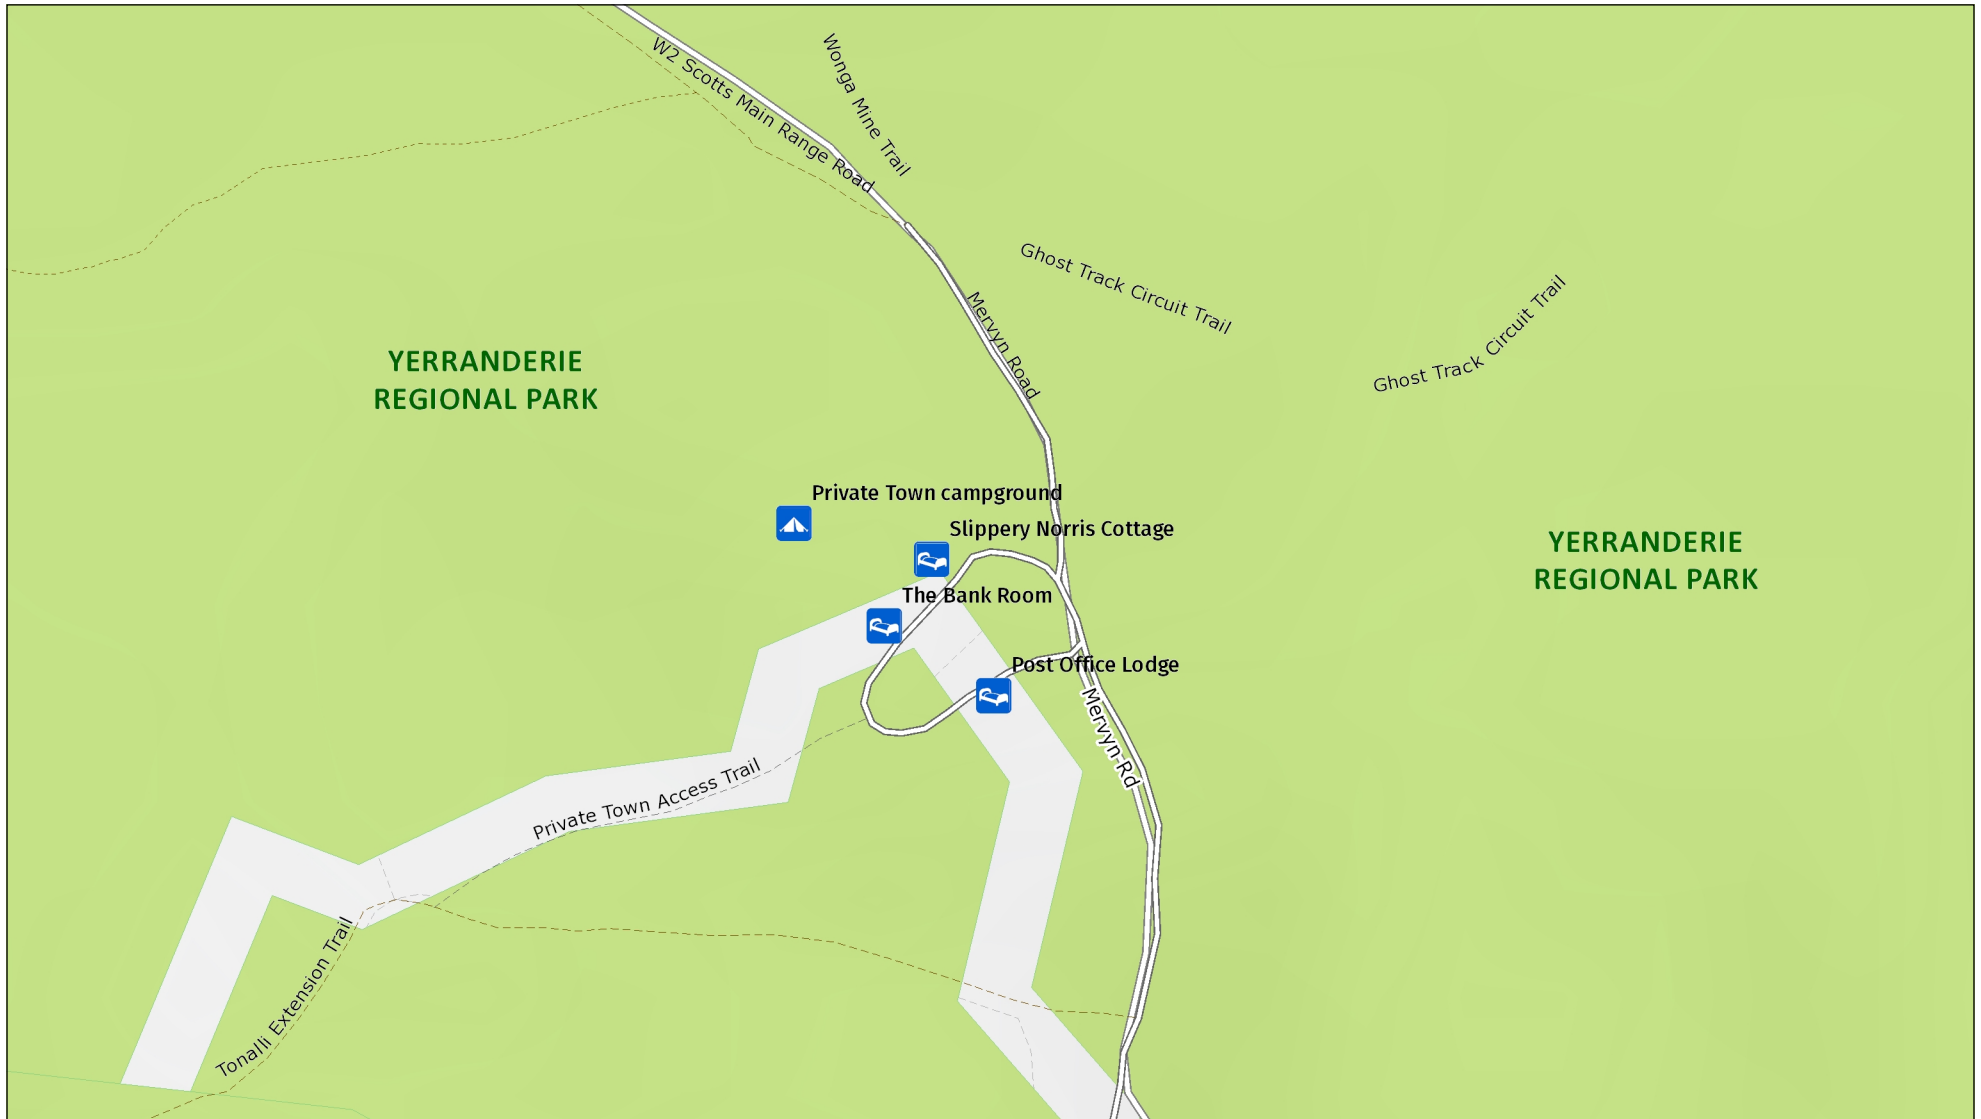 W2 Scotts Main Range Road
Wonga Mine Trail
Ghost Track Circuit Trail
Ghost Track Circuit Trail
Mervyn Road
YERRANDERIE
REGIONAL PARK
Private Town campground
Slippery Norris Cottage
YERRANDERIE
REGIONAL PARK
The Bank Room
Post Office Lodge
Mervyn Rd
Private Town Access Trail
Tonalli Extension Trail